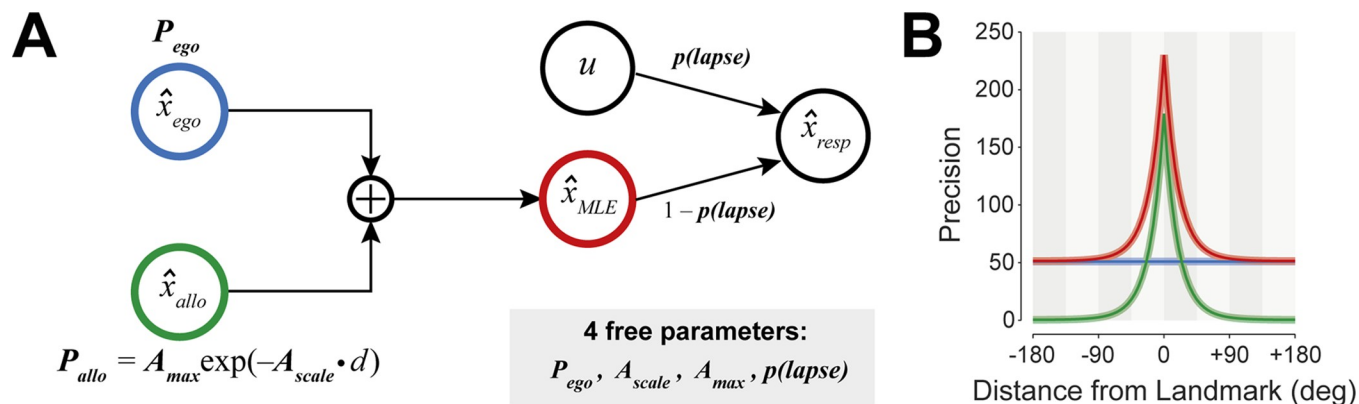 A
P_ego
x̂_ego
x̂_allo
P_allo = A_max exp(−A_scale • d)
+
u
p(lapse)
x̂_MLE
1 – p(lapse)
x̂_resp
4 free parameters:
P_ego, A_scale, A_max, p(lapse)
B
Precision
250
200
150
100
50
0
-180 -90 0 +90 +180
Distance from Landmark (deg)